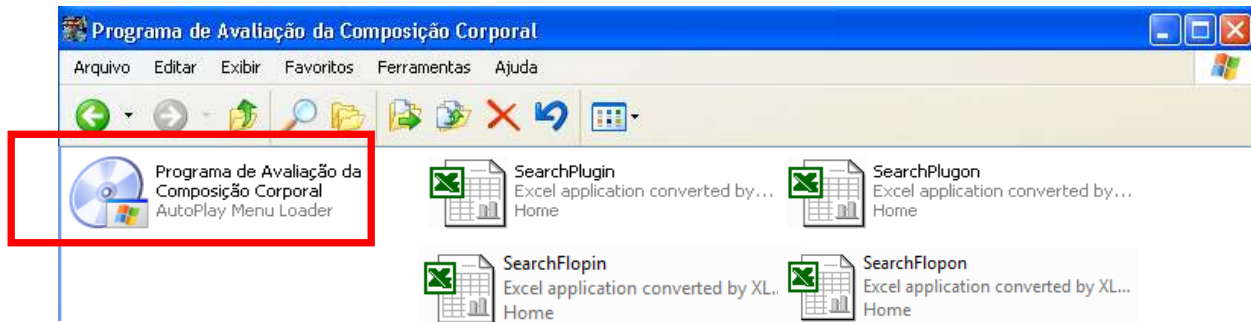 Programa de Avaliação da Composição Corporal
Arquivo Editar Exibir Favoritos Ferramentas Ajuda
Programa de Avaliação da
Composição Corporal
AutoPlay Menu Loader
SearchPlugin
Excel application converted by...
Home
SearchPlugon
Excel application converted by...
Home
SearchFlopin
Excel application converted by XL..
Home
SearchFlopon
Excel application converted by XL...
Home